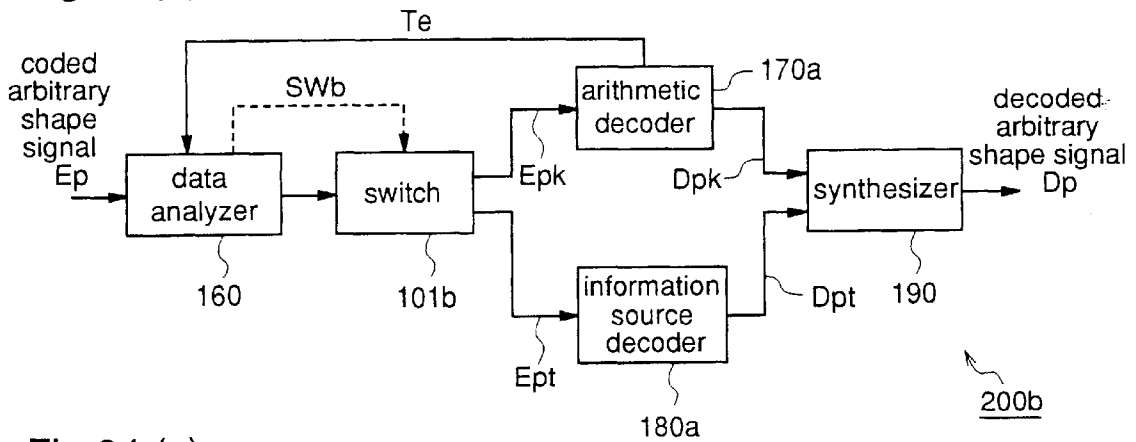 Te
coded
arbitrary
shape
signal
Ep
SWb
data
analyzer
160
switch
101b
Epk
arithmetic
decoder
170a
Dpk
Ept
information
source
decoder
180a
Dpt
synthesizer
190
decoded
arbitrary
shape signal
Dp
200b